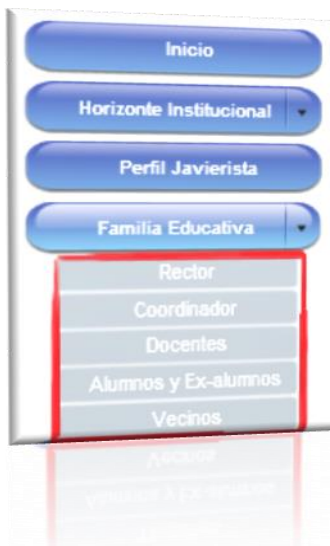 Inicio
Horizonte Institucional
Perfil Javierista
Familia Educativa
Rector
Coordinador
Docentes
Alumnos y Ex-alumnos
Vecinos